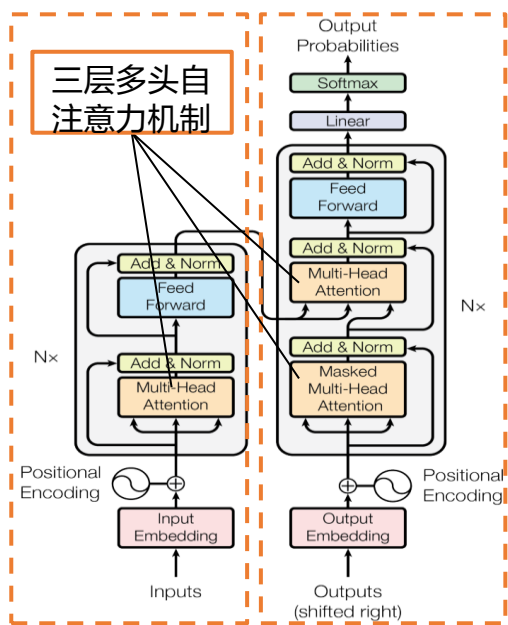 三层多头自
注意力机制
Add & Norm
Feed
Forward
N×
Add & Norm
Multi-Head
Attention
Positional
Encoding
Input
Embedding
Inputs
Output
Probabilities
Softmax
Linear
Add & Norm
Feed
Forward
Add & Norm
Multi-Head
Attention
N×
Add & Norm
Masked
Multi-Head
Attention
Positional
Encoding
Output
Embedding
Outputs
(shifted right)